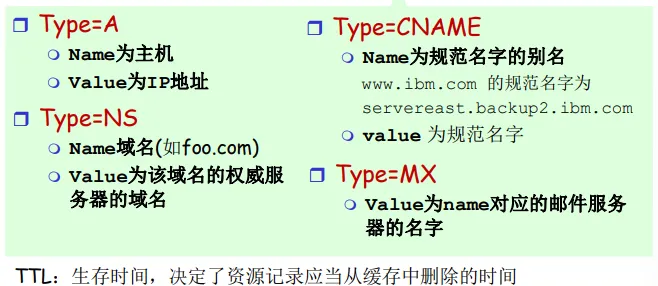 Type=A
Name为主机
Value为IP地址
Type=NS
Name域名(如foo.com)
Value为该域名的权威服
务器的域名
Type=CNAME
Name为规范名字的别名
www.ibm.com 的规范名字为
servereast.backup2.ibm.com
value 为规范名字
Type=MX
Value为name对应的邮件服务
器的名字
TTL：生存时间，决定了资源记录应当从缓存中删除的时间